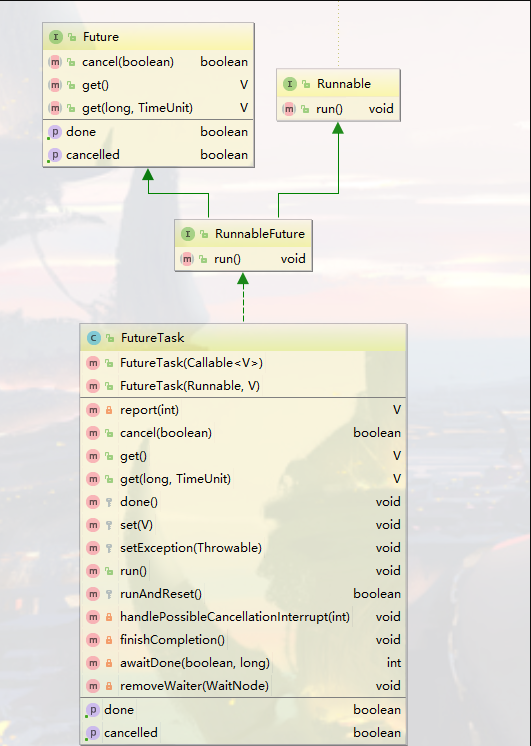 I Future
m cancel(boolean) boolean
m get() V
m get(long, TimeUnit) V
p done boolean
p cancelled boolean
I Runnable
m run() void
I RunnableFuture
m run() void
C FutureTask
m FutureTask(Callable<V>)
m FutureTask(Runnable, V)
m report(int) V
m cancel(boolean) boolean
m get() V
m get(long, TimeUnit) V
m done() void
m set(V) void
m setException(Throwable) void
m run() void
m runAndReset() boolean
m handlePossibleCancellationInterrupt(int) void
m finishCompletion() void
m awaitDone(boolean, long) int
m removeWaiter(WaitNode) void
p done boolean
p cancelled boolean